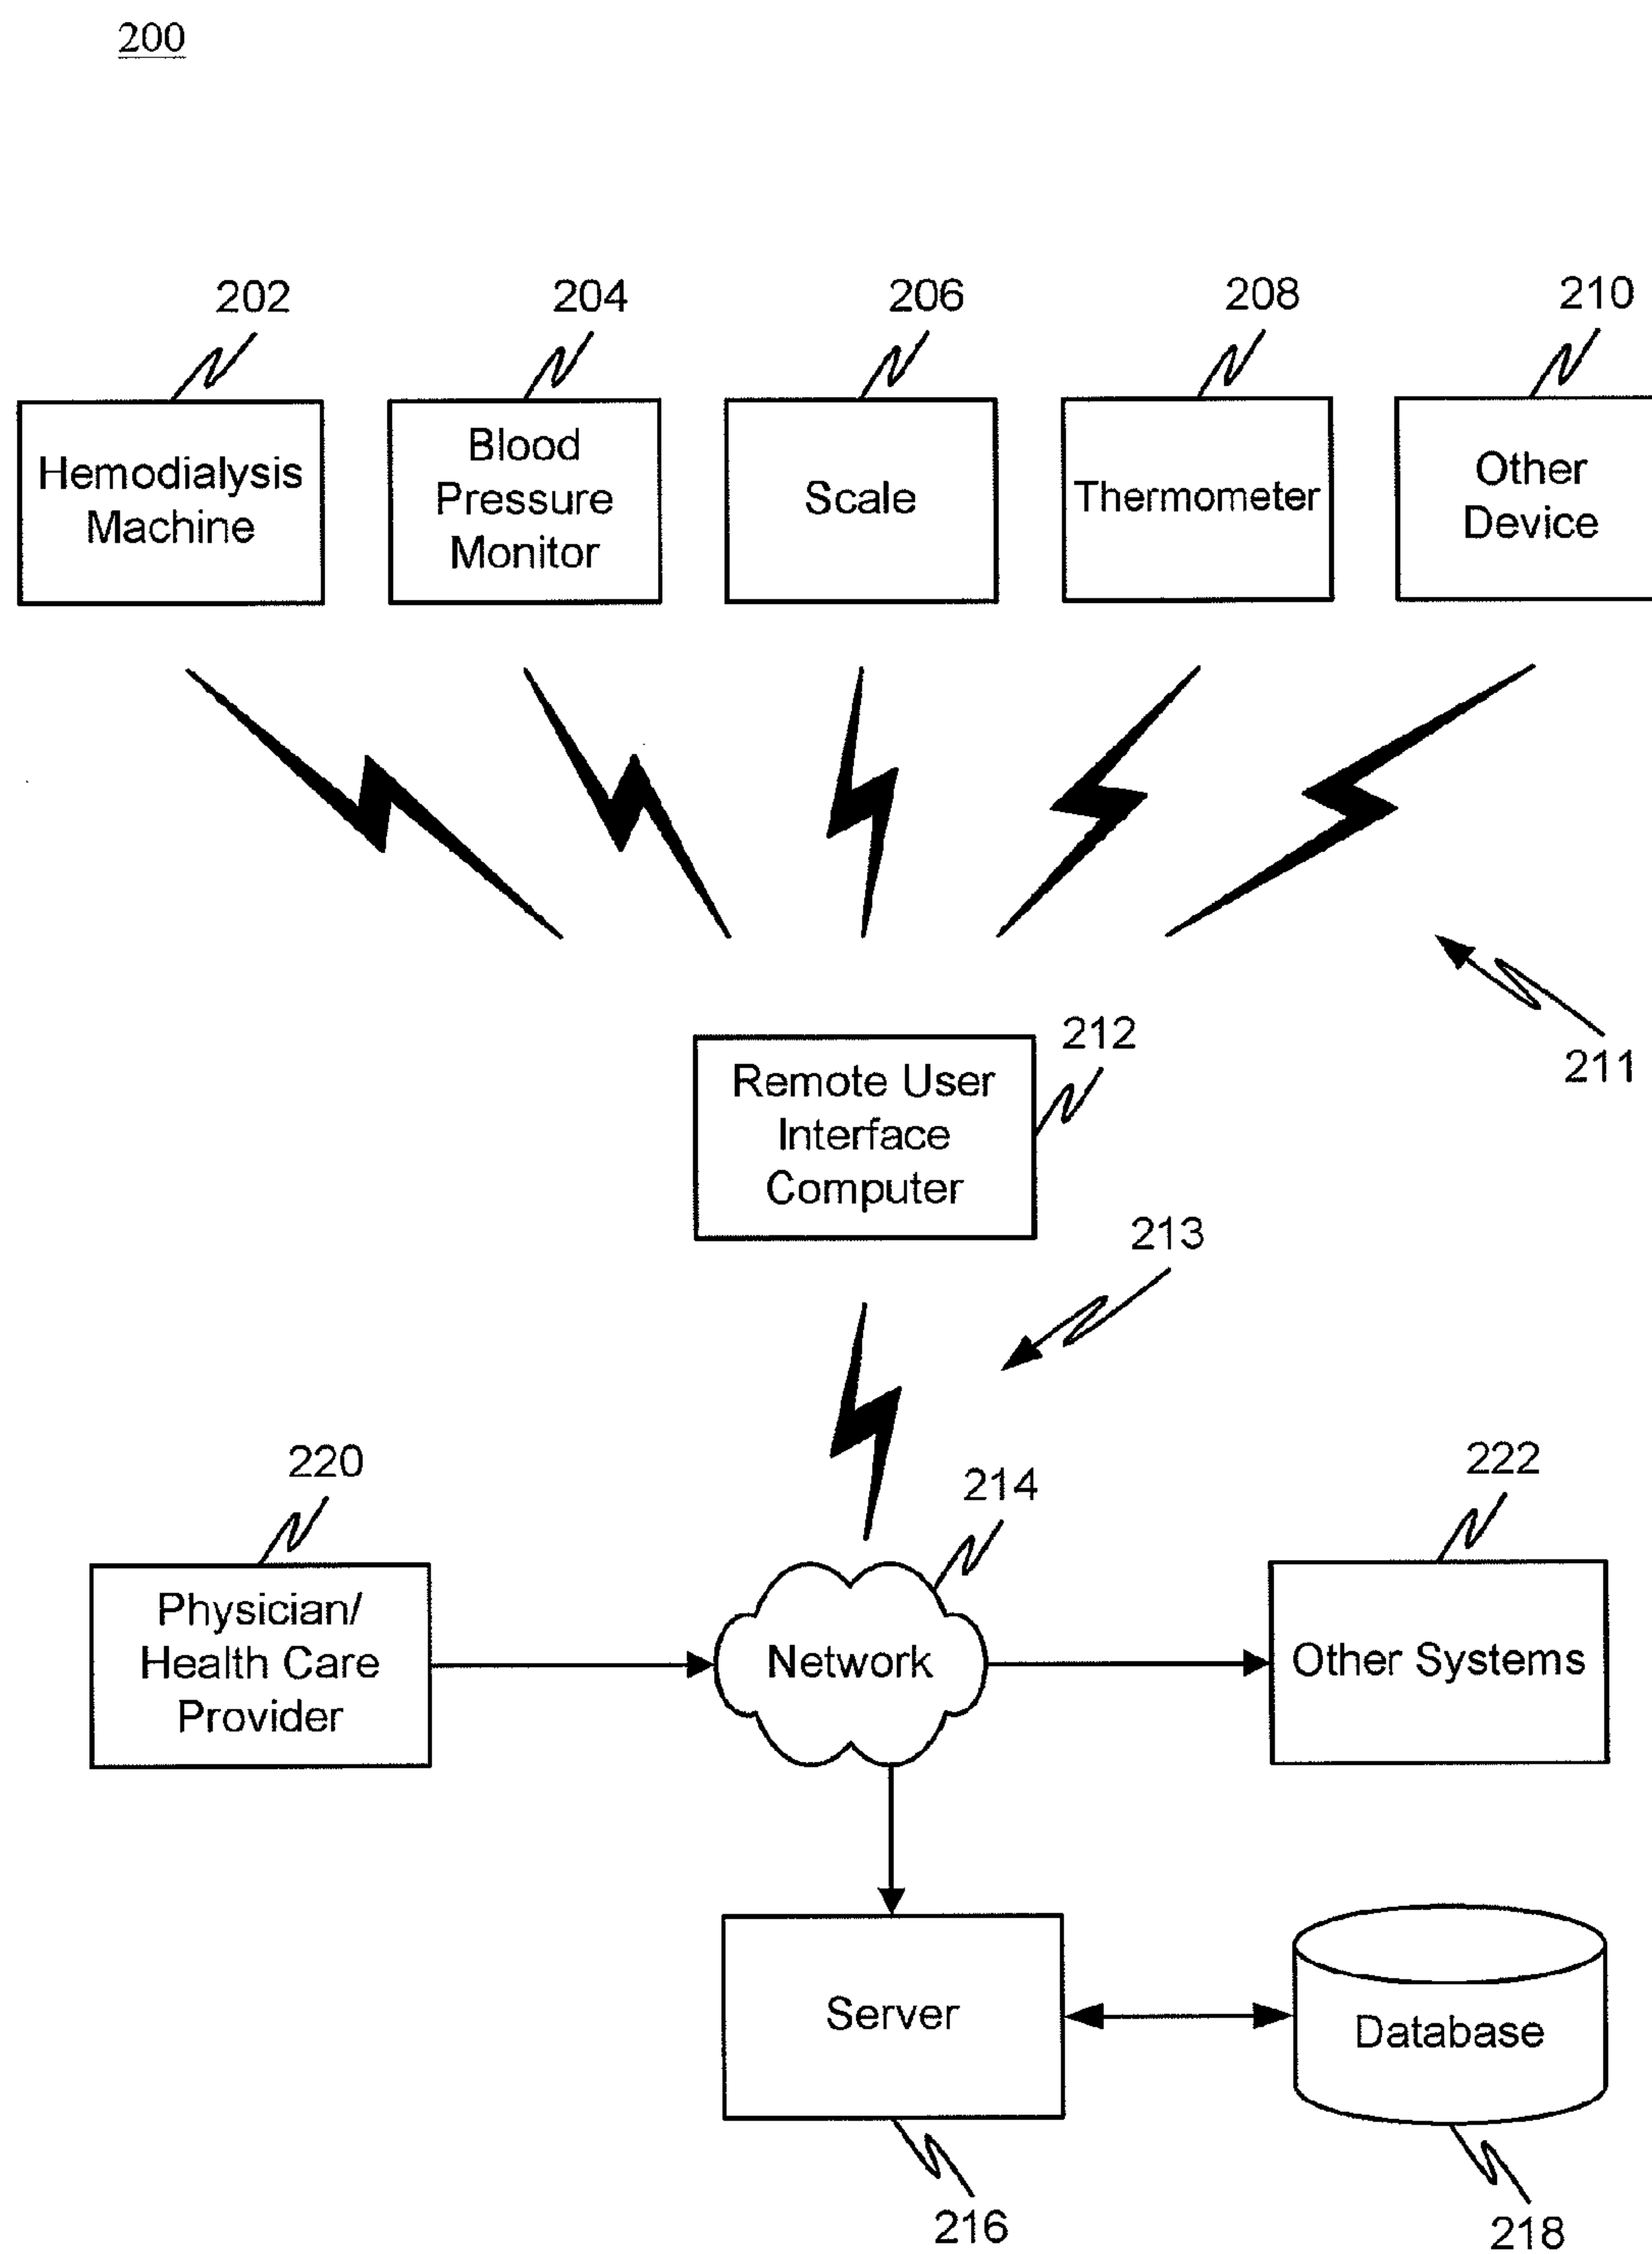 200
202
204
206
208
210
Hemodialysis
Machine
Blood
Pressure
Monitor
Scale
Thermometer
Other
Device
211
212
Remote User
Interface
Computer
213
220
214
222
Physician/
Health Care
Provider
Network
Other Systems
Server
Database
216
218